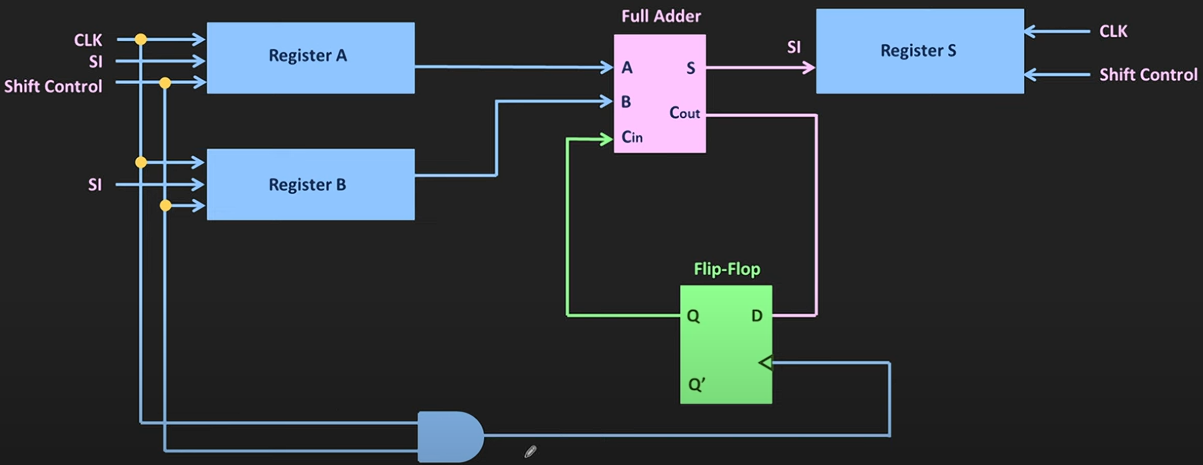 Full Adder
CLK
SI
Shift Control
Register A
A
B
Cin
S
Cout
SI
Register S
CLK
Shift Control
SI
Register B
Flip-Flop
Q
D
Q’